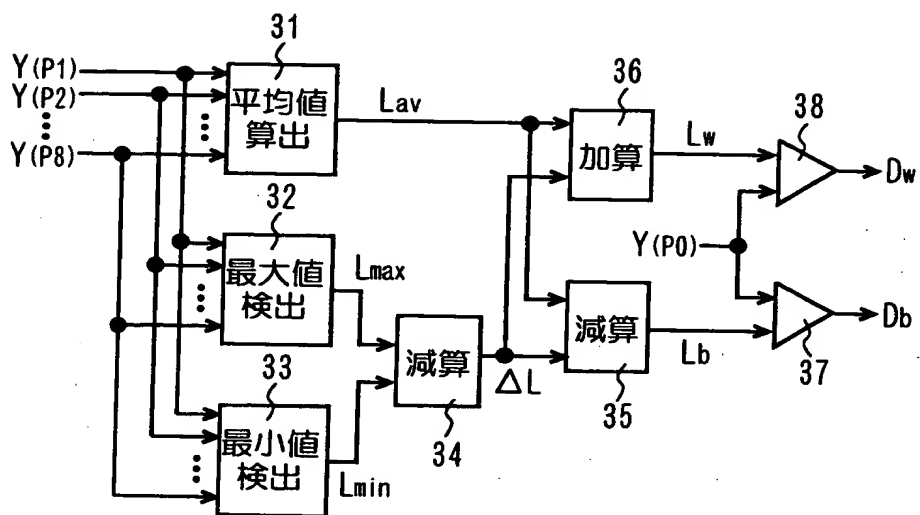 31
Y(P1)
Y(P2)
Y(P8)
平均値
算出
Lav
36
加算
Lw
38
Dw
32
最大値
検出
Lmax
Y(P0)
減算
34
ΔL
減算
35
Lb
37
Db
33
最小値
検出
Lmin